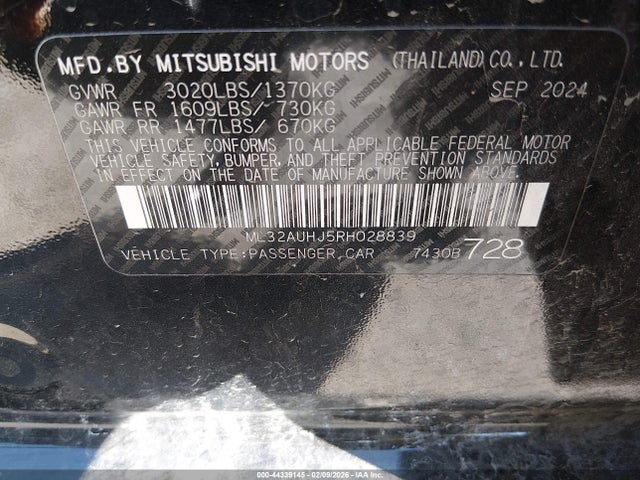 MFD.BY MITSUBISHI MOTORS (THAILAND)CO.,LTD.
GVWR 3020LBS/1370KG SEP 2024
GAWR FR 1609LBS/ 730KG
GAWR RR 1477LBS/ 670KG
THIS VEHICLE CONFORMS TO ALL APPLICABLE FEDERAL MOTOR
VEHICLE SAFETY, BUMPER, AND THEFT PREVENTION STANDARDS
IN EFFECT ON THE DATE OF MANUFACTURE SHOWN ABOVE.
ML32AUHJ5RH028839
VEHICLE TYPE:PASSENGER CAR 7430B 728
000-44339145 - 02/09/2026 - IAAI.COM